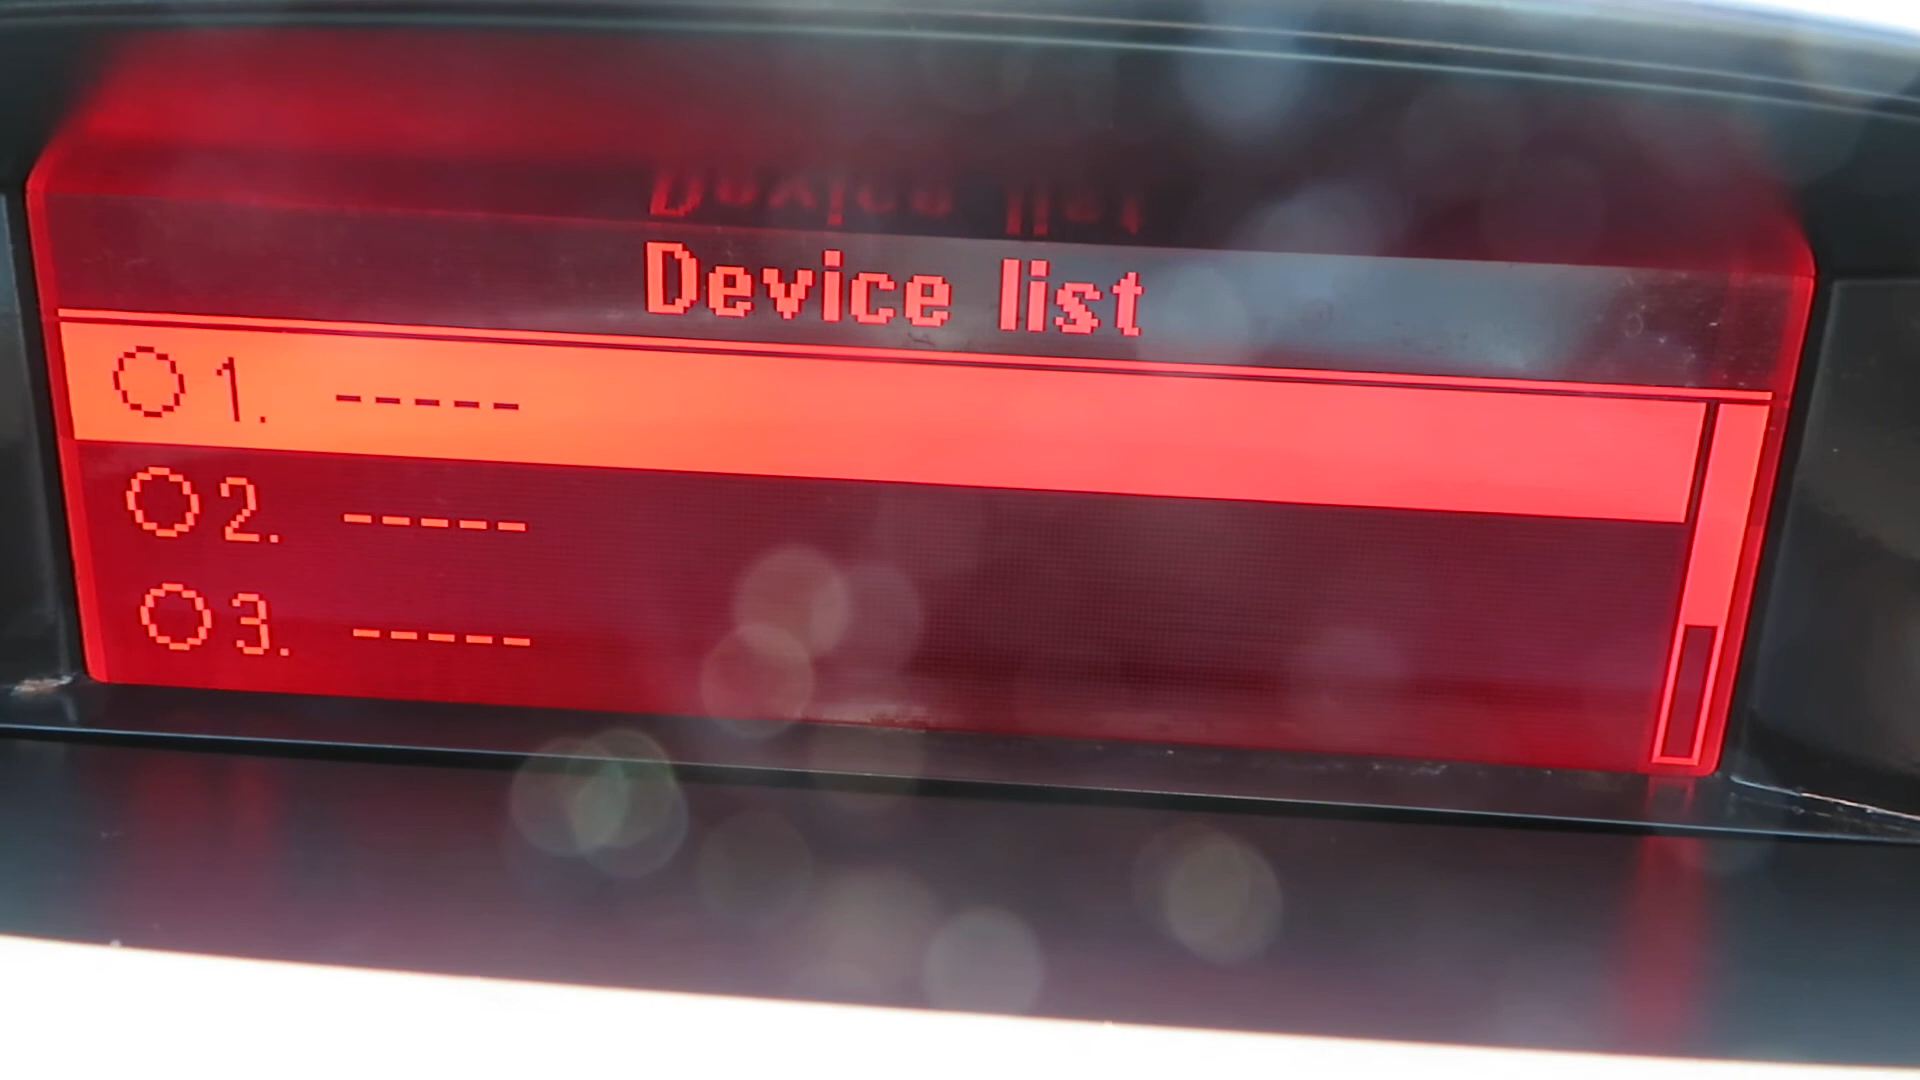 Device list
1. -----
2. -----
3. -----